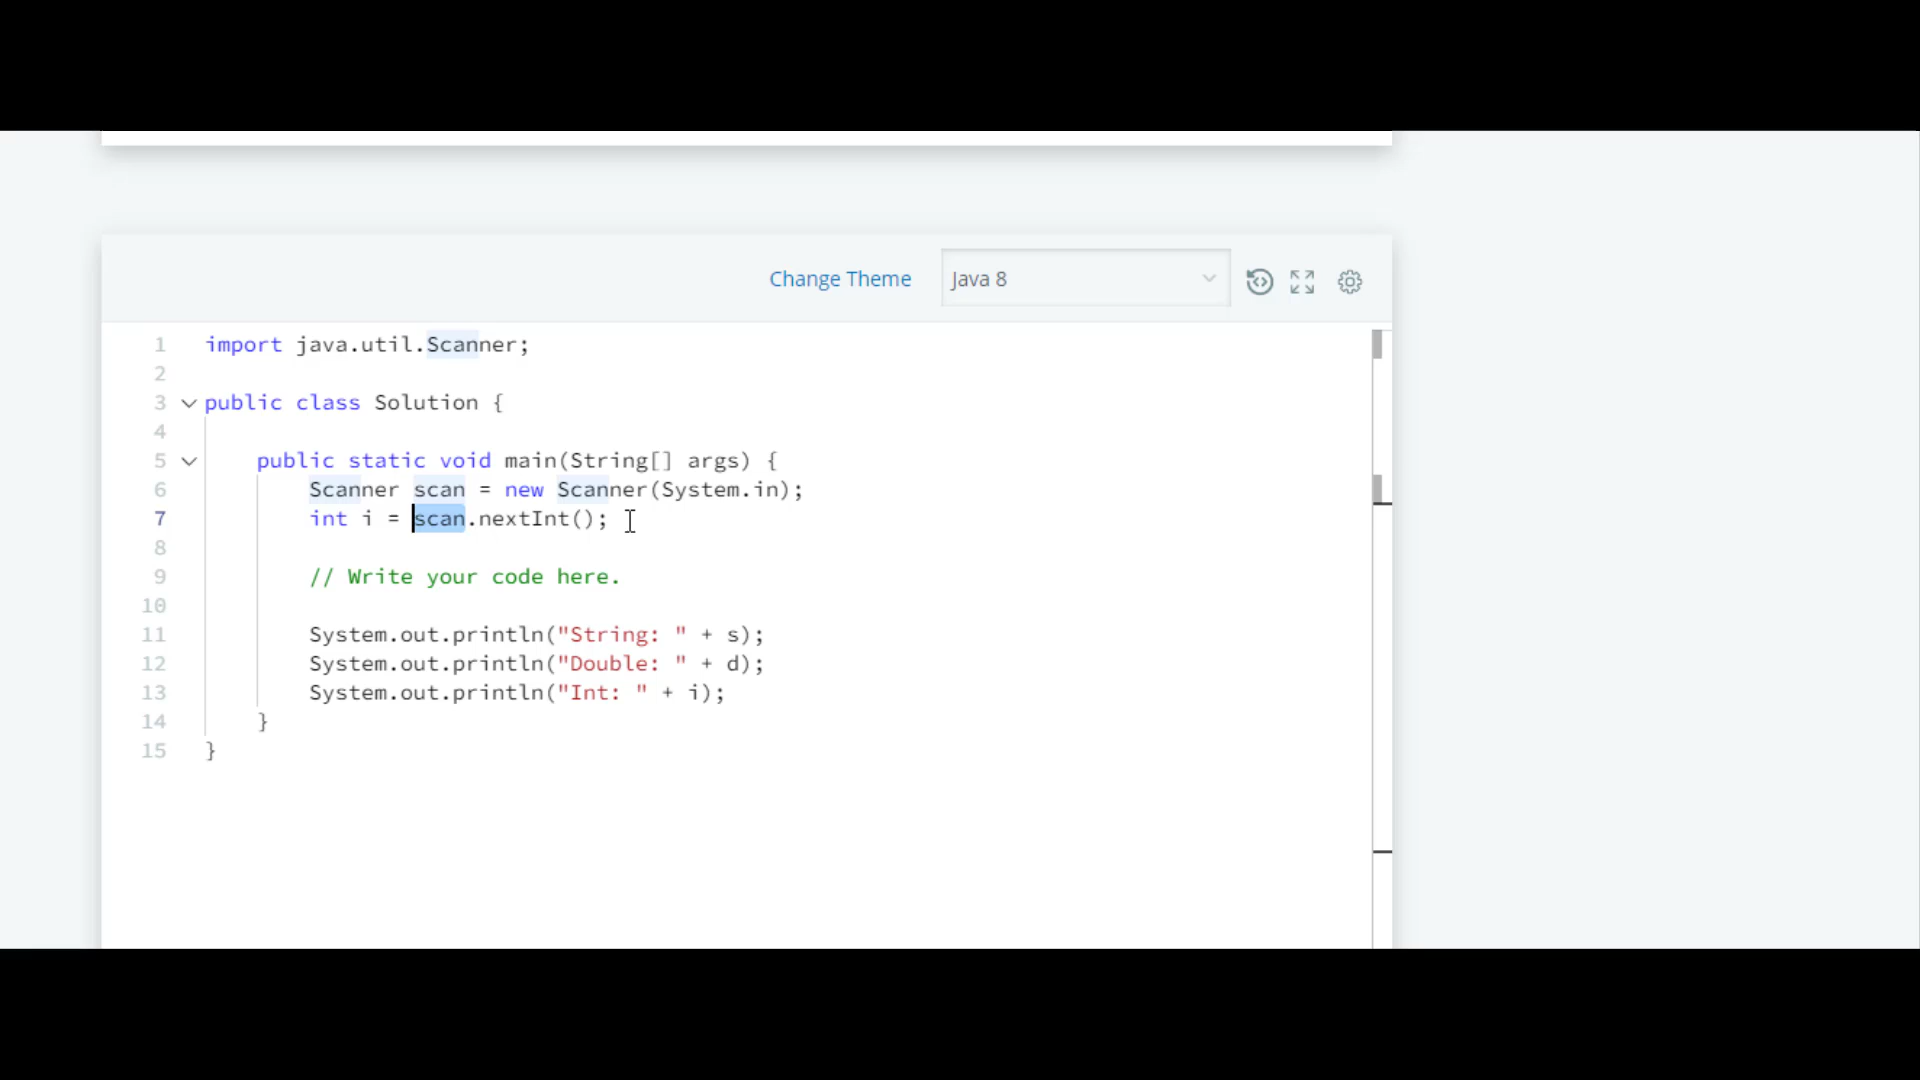 Change Theme Java 8
1 import java.util.Scanner;
2
3 public class Solution {
4
5 public static void main(String[] args) {
6 Scanner scan = new Scanner(System.in);
7 int i = scan.nextInt();
8
9 // Write your code here.
10
11 System.out.println("String: " + s);
12 System.out.println("Double: " + d);
13 System.out.println("Int: " + i);
14 }
15 }